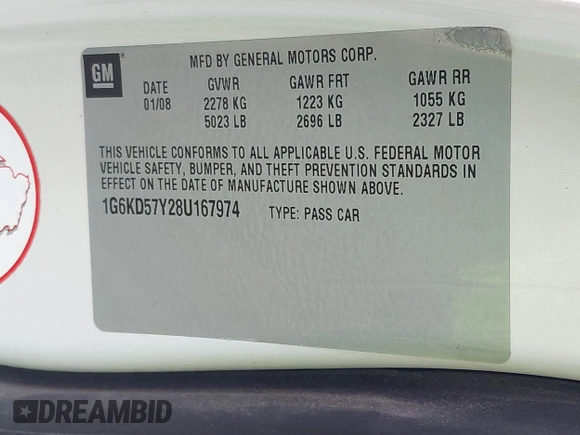 GM
MFD BY GENERAL MOTORS CORP.
DATE GVWR GAWR FRT GAWR RR
01/08 2278 KG 1223 KG 1055 KG
5023 LB 2696 LB 2327 LB
THIS VEHICLE CONFORMS TO ALL APPLICABLE U.S. FEDERAL MOTOR
VEHICLE SAFETY, BUMPER, AND THEFT PREVENTION STANDARDS IN
EFFECT ON THE DATE OF MANUFACTURE SHOWN ABOVE.
1G6KD57Y28U167974 TYPE: PASS CAR
DREAMBID